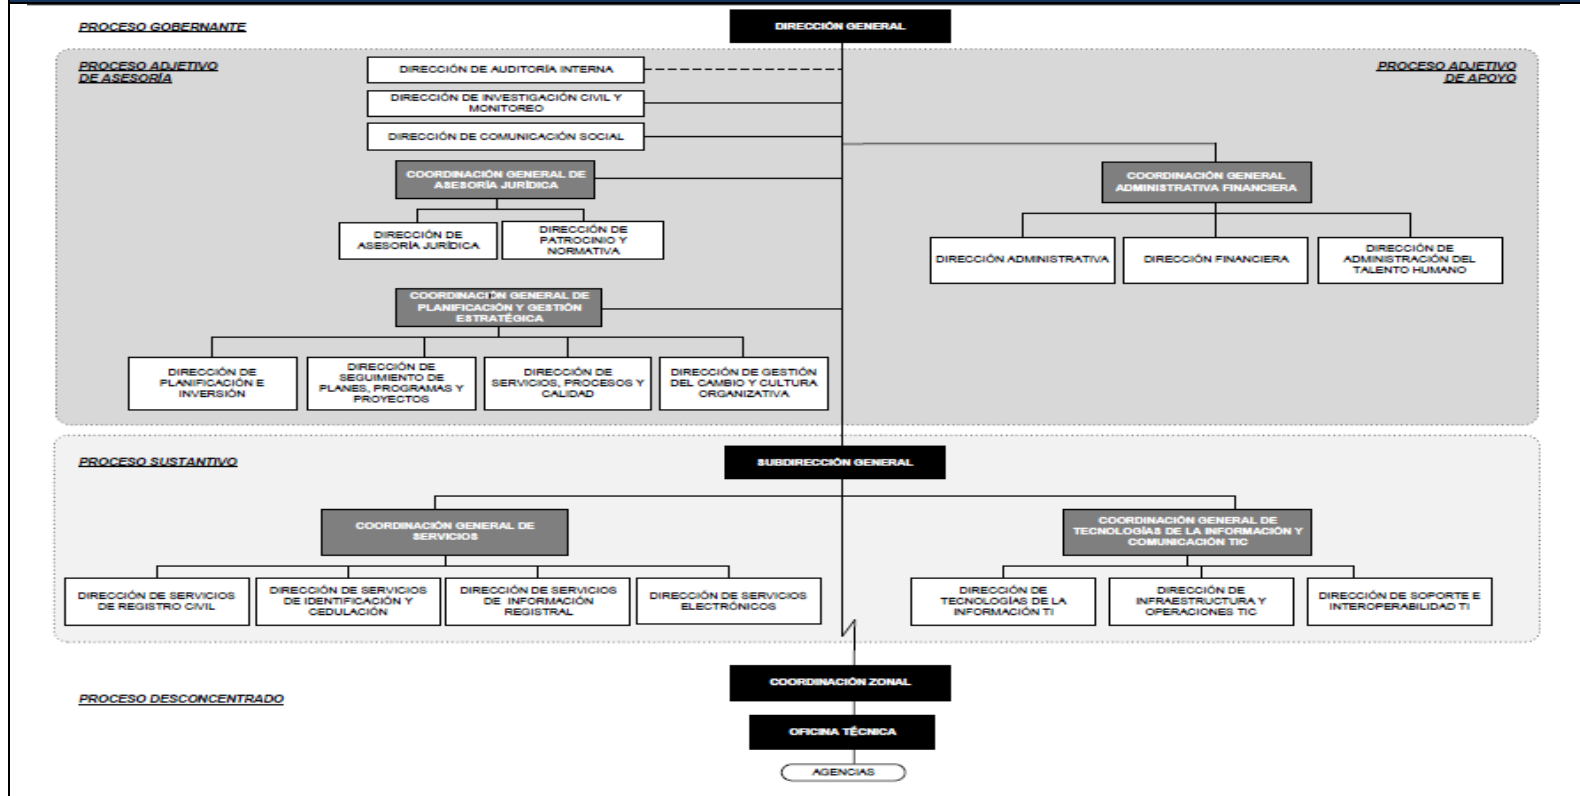 PROCESO GOBERNANTE
DIRECCIÓN GENERAL
PROCESO ADJETIVO
DE ASESORÍA
DIRECCIÓN DE AUDITORÍA INTERNA
PROCESO ADJETIVO
DE APOYO
DIRECCIÓN DE INVESTIGACIÓN CIVIL Y
MONITOREO
DIRECCIÓN DE COMUNICACIÓN SOCIAL
COORDINACIÓN GENERAL DE
ASESORÍA JURÍDICA
COORDINACIÓN GENERAL
ADMINISTRATIVA FINANCIERA
DIRECCIÓN DE
ASESORÍA JURÍDICA
DIRECCIÓN DE
PATROCINIO Y
NORMATIVA
DIRECCIÓN ADMINISTRATIVA
DIRECCIÓN FINANCIERA
DIRECCIÓN DE
ADMINISTRACIÓN DEL
TALENTO HUMANO
COORDINACIÓN GENERAL DE
PLANIFICACIÓN Y GESTIÓN
ESTRATÉGICA
DIRECCIÓN DE
PLANIFICACIÓN E
INVERSIÓN
DIRECCIÓN DE
SEGUIMIENTO DE
PLANES, PROGRAMAS Y
PROYECTOS
DIRECCIÓN DE
SERVICIOS, PROCESOS Y
CALIDAD
DIRECCIÓN DE GESTIÓN
DEL CAMBIO Y CULTURA
ORGANIZATIVA
PROCESO SUSTANTIVO
SUBDIRECCIÓN GENERAL
COORDINACIÓN GENERAL DE
SERVICIOS
COORDINACIÓN GENERAL DE
TECNOLOGÍAS DE LA INFORMACIÓN Y
COMUNICACIÓN TIC
DIRECCIÓN DE SERVICIOS
DE REGISTRO CIVIL
DIRECCIÓN DE SERVICIOS
DE IDENTIFICACIÓN Y
CEDULACIÓN
DIRECCIÓN DE SERVICIOS
DE INFORMACIÓN
REGISTRAL
DIRECCIÓN DE SERVICIOS
ELECTRÓNICOS
DIRECCIÓN DE
TECNOLOGÍAS DE LA
INFORMACIÓN TI
DIRECCIÓN DE
INFRAESTRUCTURA Y
OPERACIONES TIC
DIRECCIÓN DE SOPORTE E
INTEROPERABILIDAD TI
PROCESO DESCONCENTRADO
COORDINACIÓN ZONAL
OFICINA TÉCNICA
AGENCIAS